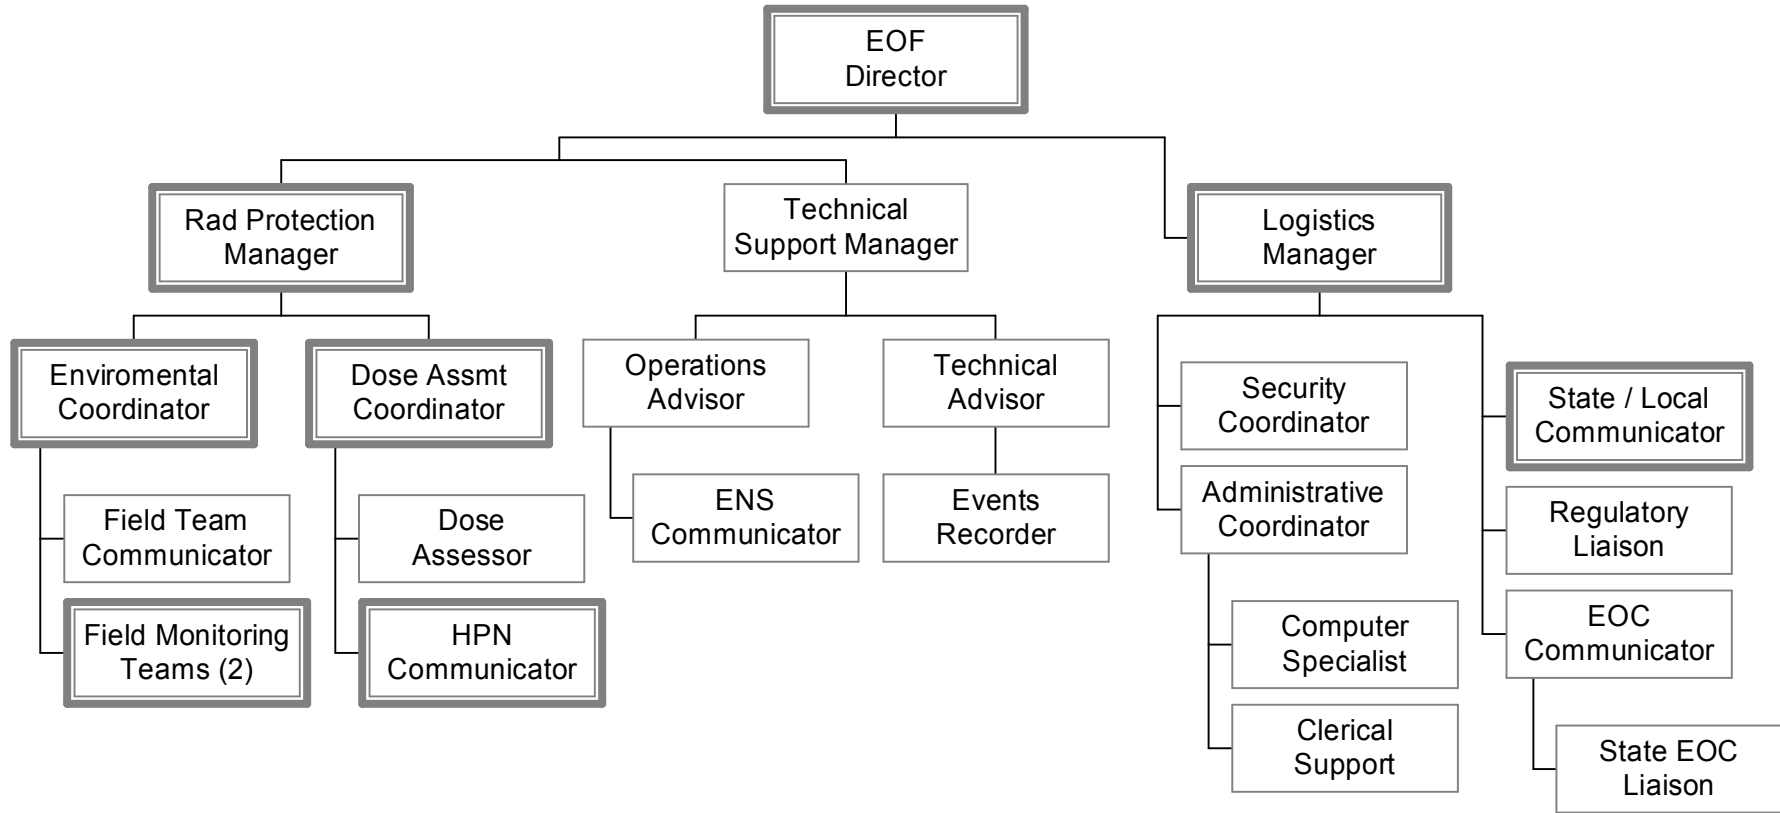 EOF
Director
Rad Protection
Manager
Technical
Support Manager
Logistics
Manager
Enviromental
Coordinator
Dose Assmt
Coordinator
Operations
Advisor
Technical
Advisor
Security
Coordinator
State / Local
Communicator
Field Team
Communicator
Dose
Assessor
ENS
Communicator
Events
Recorder
Administrative
Coordinator
Regulatory
Liaison
Field Monitoring
Teams (2)
HPN
Communicator
Computer
Specialist
EOC
Communicator
Clerical
Support
State EOC
Liaison